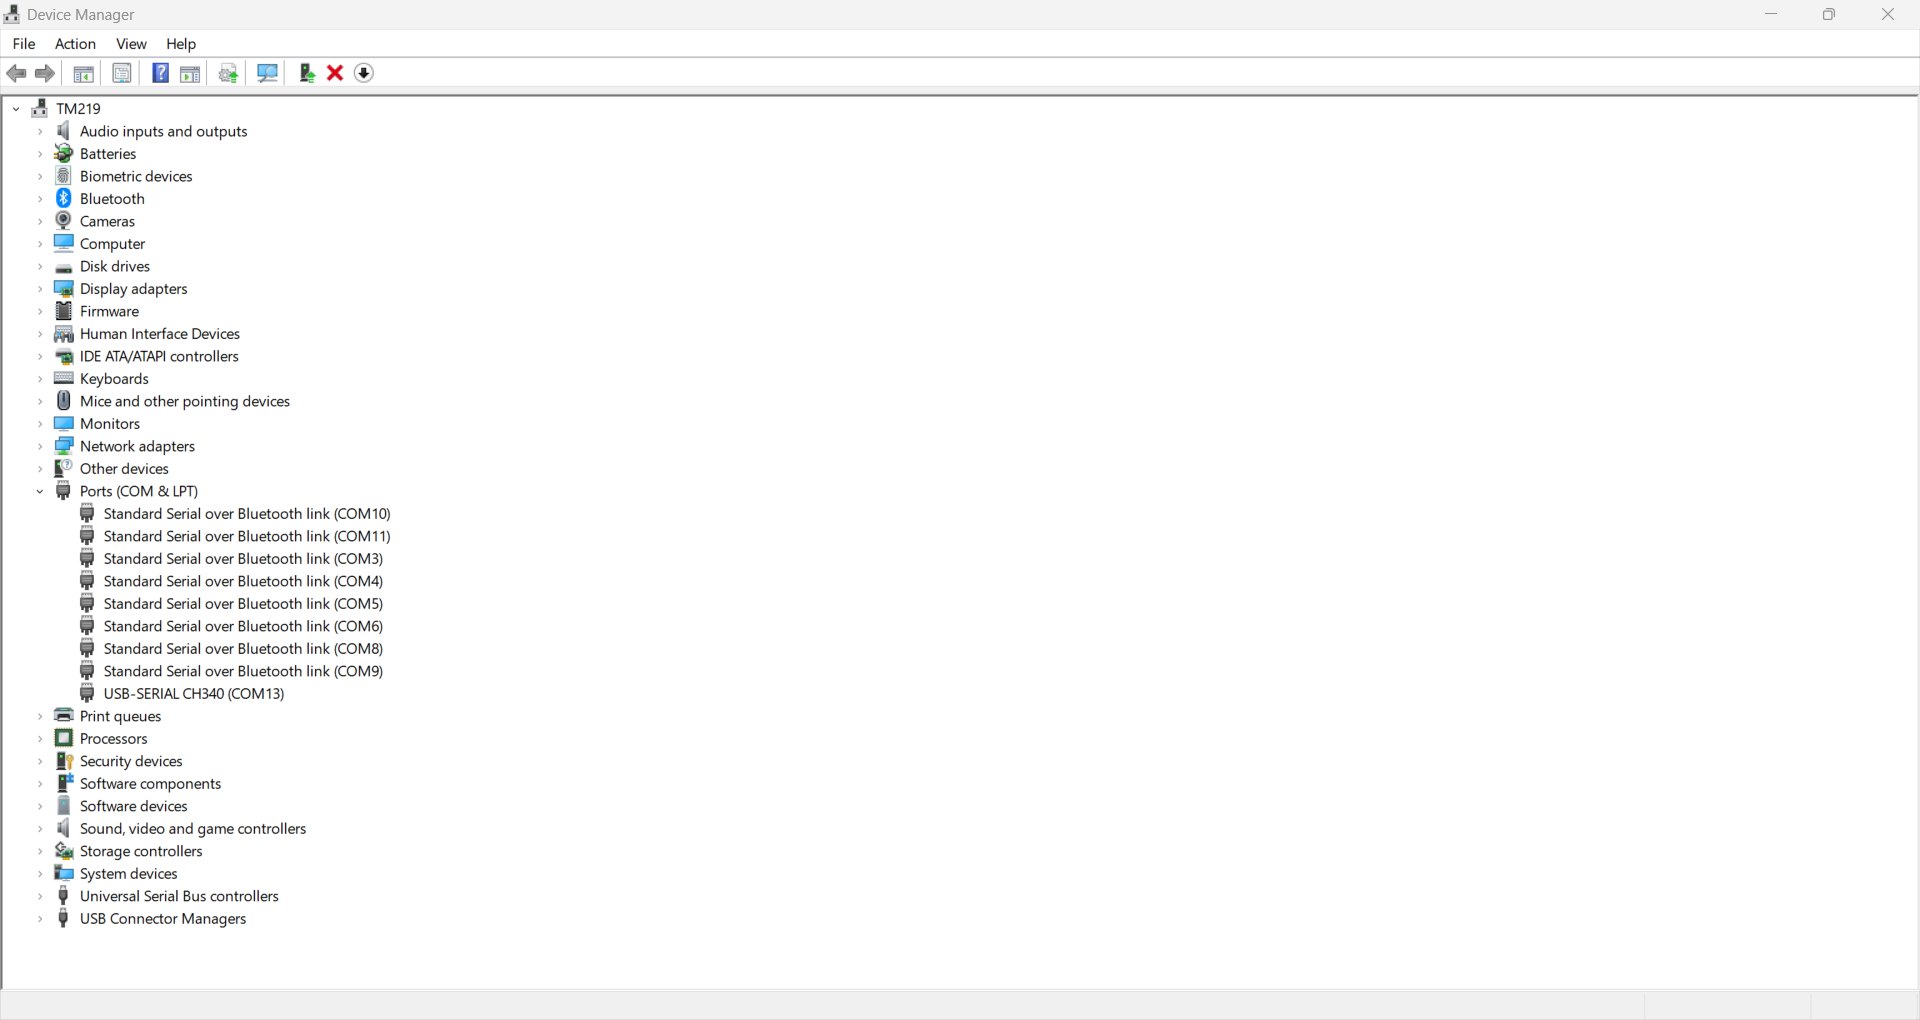 Device Manager
File Action View Help
TM219
Audio inputs and outputs
Batteries
Biometric devices
Bluetooth
Cameras
Computer
Disk drives
Display adapters
Firmware
Human Interface Devices
IDE ATA/ATAPI controllers
Keyboards
Mice and other pointing devices
Monitors
Network adapters
Other devices
Ports (COM & LPT)
Standard Serial over Bluetooth link (COM10)
Standard Serial over Bluetooth link (COM11)
Standard Serial over Bluetooth link (COM3)
Standard Serial over Bluetooth link (COM4)
Standard Serial over Bluetooth link (COM5)
Standard Serial over Bluetooth link (COM6)
Standard Serial over Bluetooth link (COM8)
Standard Serial over Bluetooth link (COM9)
USB-SERIAL CH340 (COM13)
Print queues
Processors
Security devices
Software components
Software devices
Sound, video and game controllers
Storage controllers
System devices
Universal Serial Bus controllers
USB Connector Managers